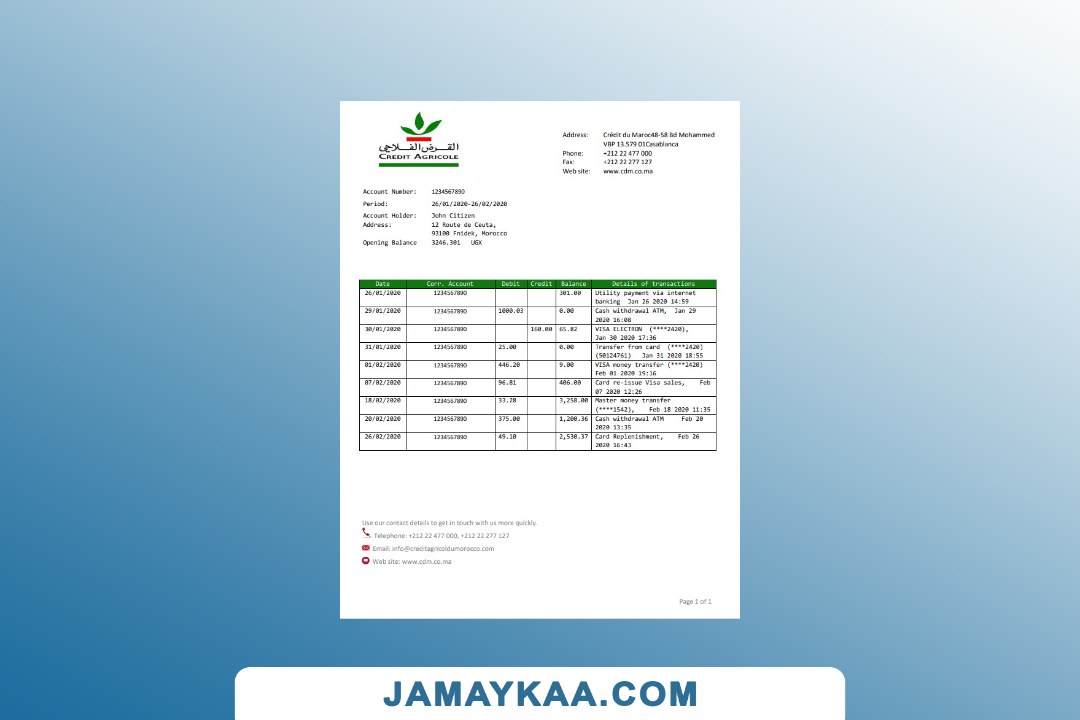 القرض الفلاحي
CREDIT AGRICOLE
Address: Crédit du Maroc48-58 8d Mohammed
VBP 13.579 01Casablanca
Phone: +212 22 477 000
Fax: +212 22 277 127
Web site: www.cdm.co.ma
Account Number: 1234567890
Period: 26/01/2020-26/02/2020
Account Holder: John Citizen
Address: 12 Route de Ceuta,
93100 Fnidek, Morocco
Opening Balance 3246.301 UGX
Date Corr. Account Debit Credit Balance Details of transactions
26/01/2020 1234567890 301.00 Utility payment via internet
banking Jan 26 2020 14:59
29/01/2020 1234567890 1000.03 0.00 Cash withdrawal ATM, Jan 29
2020 16:08
30/01/2020 1234567890 160.00 65.82 VISA ELECTRON (****2420),
Jan 30 2020 17:36
31/01/2020 1234567890 25.00 0.00 Transfer from card (****2420)
(50124761) Jan 31 2020 18:55
01/02/2020 1234567890 446.20 9.00 VISA money transfer (****2420)
Feb 01 2020 19:16
07/02/2020 1234567890 96.81 406.00 Card re-issue Visa sales, Feb
07 2020 12:26
18/02/2020 1234567890 33.28 3,258.00 Master money transfer
(****1542), Feb 18 2020 11:35
20/02/2020 1234567890 375.00 1,200.36 Cash withdrawal ATM Feb 20
2020 13:35
26/02/2020 1234567890 49.10 2,530.37 Card Replenishment, Feb 26
2020 16:43
Use our contact details to get in touch with us more quickly.
Telephone: +212 22 477 000, +212 22 277 127
Email: info@creditagricoldumorocco.com
Web site: www.cdm.co.ma
Page 1 of 1
JAMAYKAA.COM